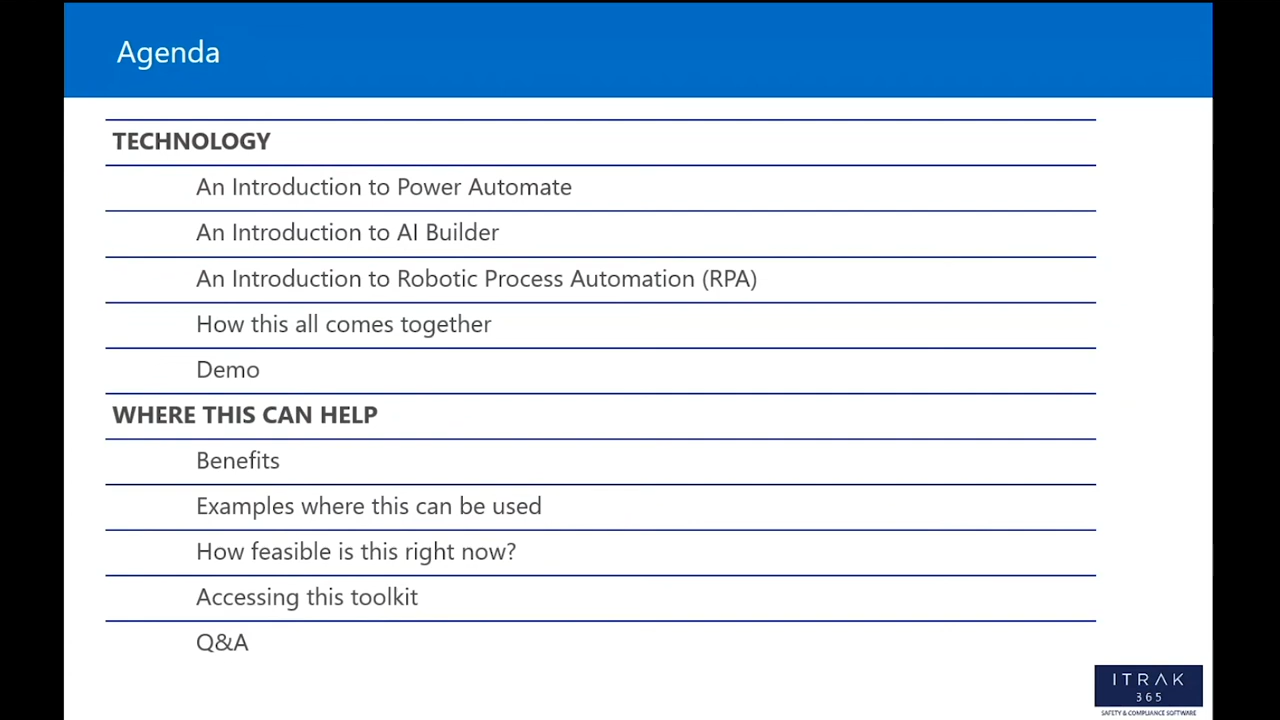 Agenda
TECHNOLOGY
An Introduction to Power Automate
An Introduction to AI Builder
An Introduction to Robotic Process Automation (RPA)
How this all comes together
Demo
WHERE THIS CAN HELP
Benefits
Examples where this can be used
How feasible is this right now?
Accessing this toolkit
Q&A
ITRAK
365
SAFETY & COMPLIANCE SOFTWARE